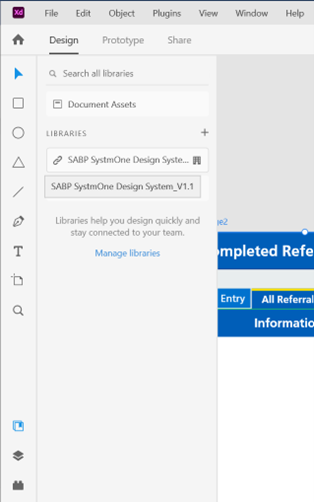 Xd File Edit Object Plugins View Window Help
Design Prototype Share
Search all libraries
Document Assets
LIBRARIES +
SABP SystmOne Design Syste...
SABP SystmOne Design System_V1.1
Libraries help you design quickly and
stay connected to your team.
Manage libraries
T
ge2
ompleted Refe
Entry All Referral
Informatio